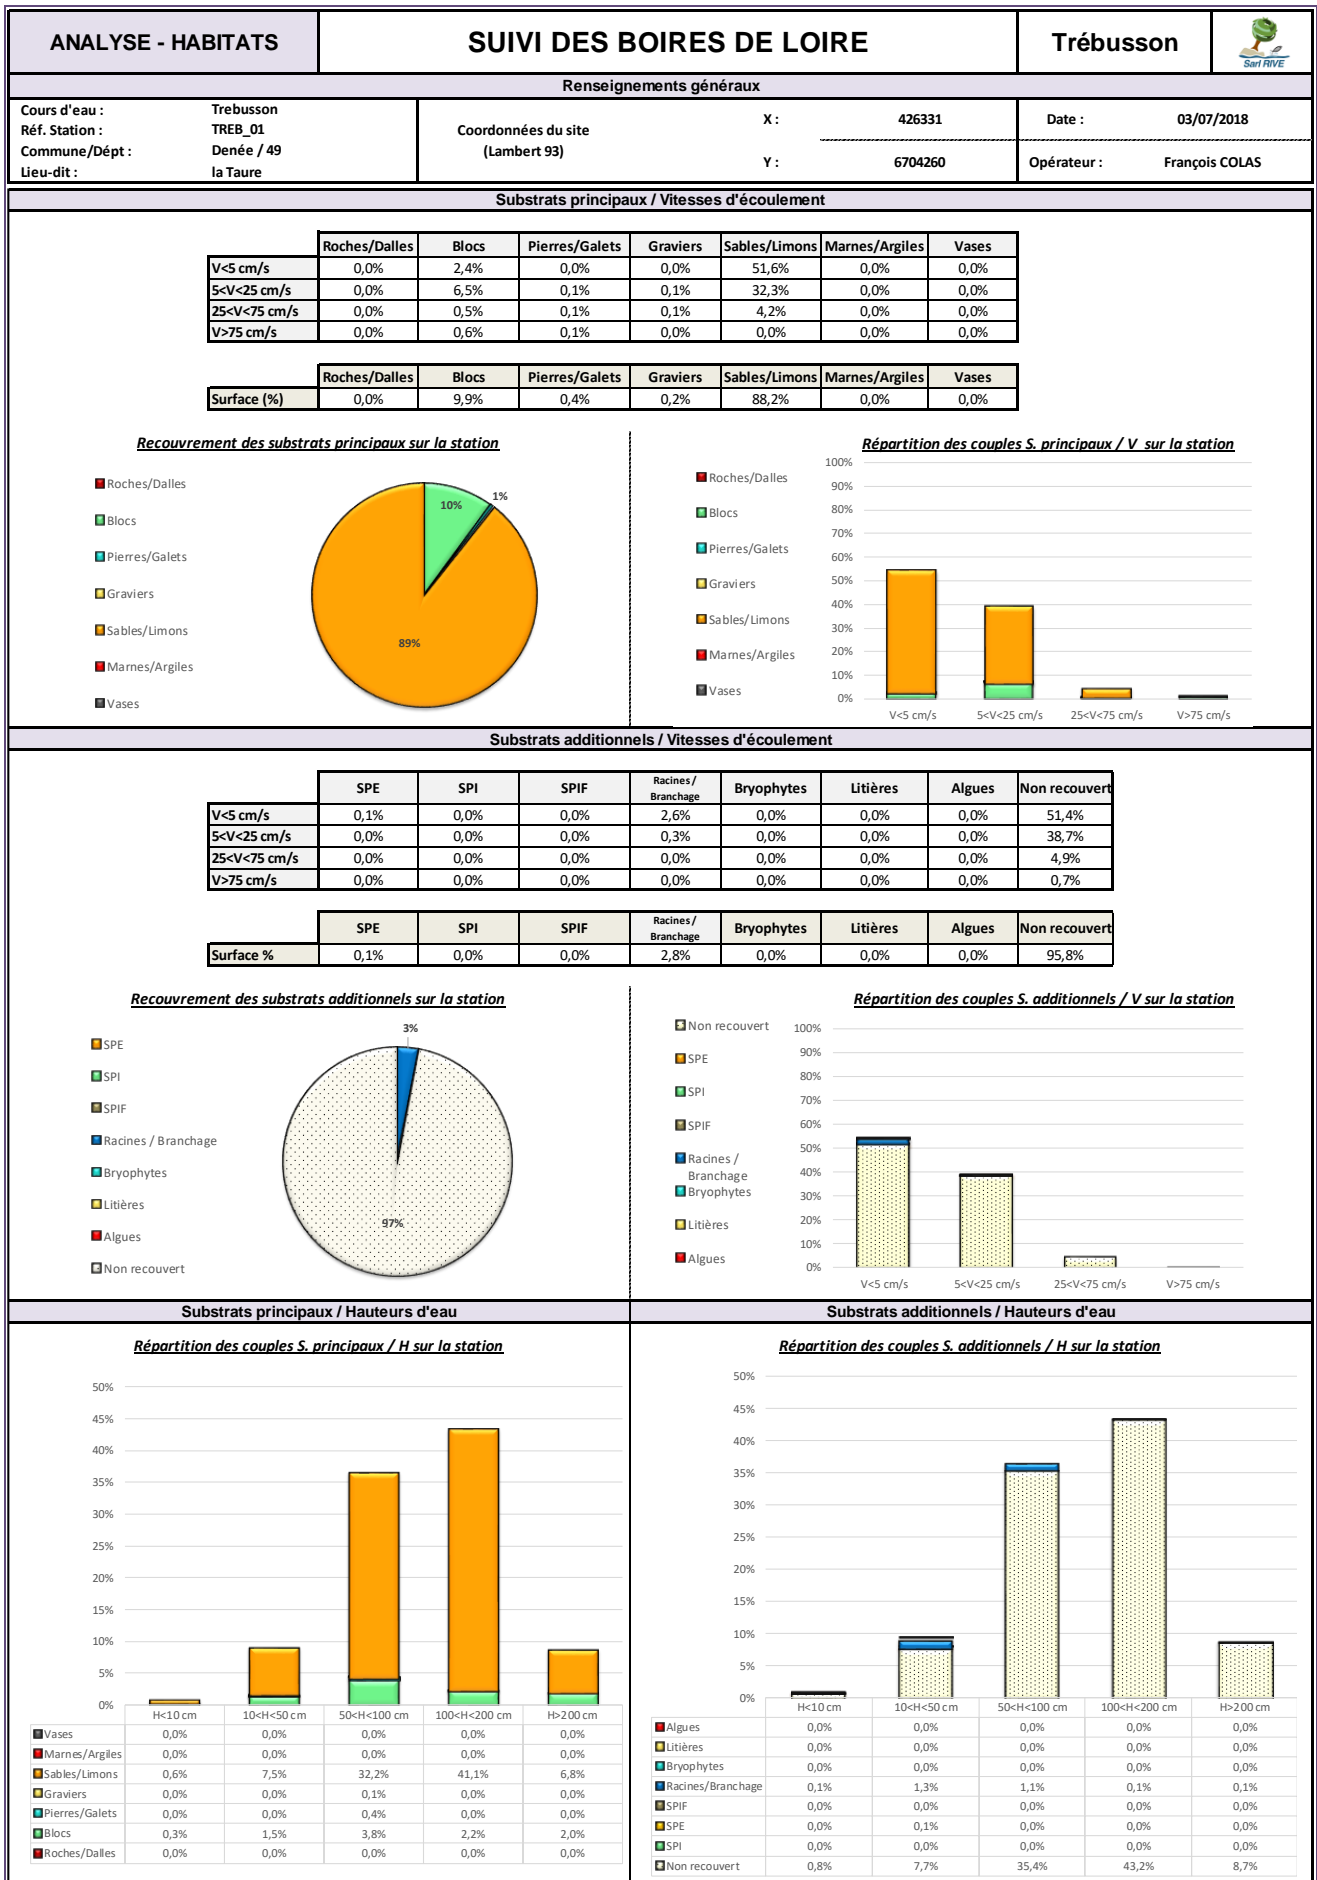 ANALYSE - HABITATS
SUIVI DES BOIRES DE LOIRE
Trébusson
Sarl RIVE
Renseignements généraux
Cours d'eau : Trebusson
Réf. Station : TREB_01
Commune/Dépt : Denée / 49
Lieu-dit : la Taure
Coordonnées du site
(Lambert 93)
X : 426331
Y : 6704260
Date : 03/07/2018
Opérateur : François COLAS
Substrats principaux / Vitesses d'écoulement
Roches/Dalles Blocs Pierres/Galets Graviers Sables/Limons Marnes/Argiles Vases
V<5 cm/s 0,0% 2,4% 0,0% 0,0% 51,6% 0,0% 0,0%
5<V<25 cm/s 0,0% 6,5% 0,1% 0,1% 32,3% 0,0% 0,0%
25<V<75 cm/s 0,0% 0,5% 0,1% 0,1% 4,2% 0,0% 0,0%
V>75 cm/s 0,0% 0,6% 0,1% 0,0% 0,0% 0,0% 0,0%
Roches/Dalles Blocs Pierres/Galets Graviers Sables/Limons Marnes/Argiles Vases
Surface (%) 0,0% 9,9% 0,4% 0,2% 88,2% 0,0% 0,0%
Recouvrement des substrats principaux sur la station
Roches/Dalles
Blocs
Pierres/Galets
Graviers
Sables/Limons
Marnes/Argiles
Vases
10%
1%
89%
Répartition des couples S. principaux / V sur la station
Roches/Dalles
Blocs
Pierres/Galets
Graviers
Sables/Limons
Marnes/Argiles
Vases
100%
90%
80%
70%
60%
50%
40%
30%
20%
10%
0%
V<5 cm/s 5<V<25 cm/s 25<V<75 cm/s V>75 cm/s
Substrats additionnels / Vitesses d'écoulement
SPE SPI SPIF Racines / Branchage Bryophytes Litières Algues Non recouvert
V<5 cm/s 0,1% 0,0% 0,0% 2,6% 0,0% 0,0% 0,0% 51,4%
5<V<25 cm/s 0,0% 0,0% 0,0% 0,3% 0,0% 0,0% 0,0% 38,7%
25<V<75 cm/s 0,0% 0,0% 0,0% 0,0% 0,0% 0,0% 0,0% 4,9%
V>75 cm/s 0,0% 0,0% 0,0% 0,0% 0,0% 0,0% 0,0% 0,7%
SPE SPI SPIF Racines / Branchage Bryophytes Litières Algues Non recouvert
Surface % 0,1% 0,0% 0,0% 2,8% 0,0% 0,0% 0,0% 95,8%
Recouvrement des substrats additionnels sur la station
SPE
SPI
SPIF
Racines / Branchage
Bryophytes
Litières
Algues
Non recouvert
3%
97%
Répartition des couples S. additionnels / V sur la station
Non recouvert
SPE
SPI
SPIF
Racines /
Branchage
Bryophytes
Litières
Algues
100%
90%
80%
70%
60%
50%
40%
30%
20%
10%
0%
V<5 cm/s 5<V<25 cm/s 25<V<75 cm/s V>75 cm/s
Substrats principaux / Hauteurs d'eau
Répartition des couples S. principaux / H sur la station
50%
45%
40%
35%
30%
25%
20%
15%
10%
5%
0%
H<10 cm 10<H<50 cm 50<H<100 cm 100<H<200 cm H>200 cm
Vases 0,0% 0,0% 0,0% 0,0% 0,0%
Marnes/Argiles 0,0% 0,0% 0,0% 0,0% 0,0%
Sables/Limons 0,6% 7,5% 32,2% 41,1% 6,8%
Graviers 0,0% 0,0% 0,1% 0,0% 0,0%
Pierres/Galets 0,0% 0,0% 0,4% 0,0% 0,0%
Blocs 0,3% 1,5% 3,8% 2,2% 2,0%
Roches/Dalles 0,0% 0,0% 0,0% 0,0% 0,0%
Substrats additionnels / Hauteurs d'eau
Répartition des couples S. additionnels / H sur la station
50%
45%
40%
35%
30%
25%
20%
15%
10%
5%
0%
H<10 cm 10<H<50 cm 50<H<100 cm 100<H<200 cm H>200 cm
Algues 0,0% 0,0% 0,0% 0,0% 0,0%
Litières 0,0% 0,0% 0,0% 0,0% 0,0%
Bryophytes 0,0% 0,0% 0,0% 0,0% 0,0%
Racines/Branchage 0,1% 1,3% 1,1% 0,1% 0,1%
SPIF 0,0% 0,0% 0,0% 0,0% 0,0%
SPE 0,0% 0,1% 0,0% 0,0% 0,0%
SPI 0,0% 0,0% 0,0% 0,0% 0,0%
Non recouvert 0,8% 7,7% 35,4% 43,2% 8,7%